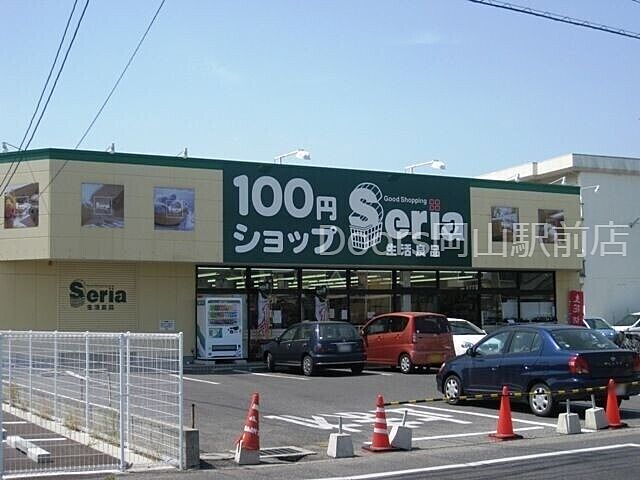 100円
ショップ
Good Shopping
Seria
生活良品
Doors岡山駅前店
Seria
生活良品